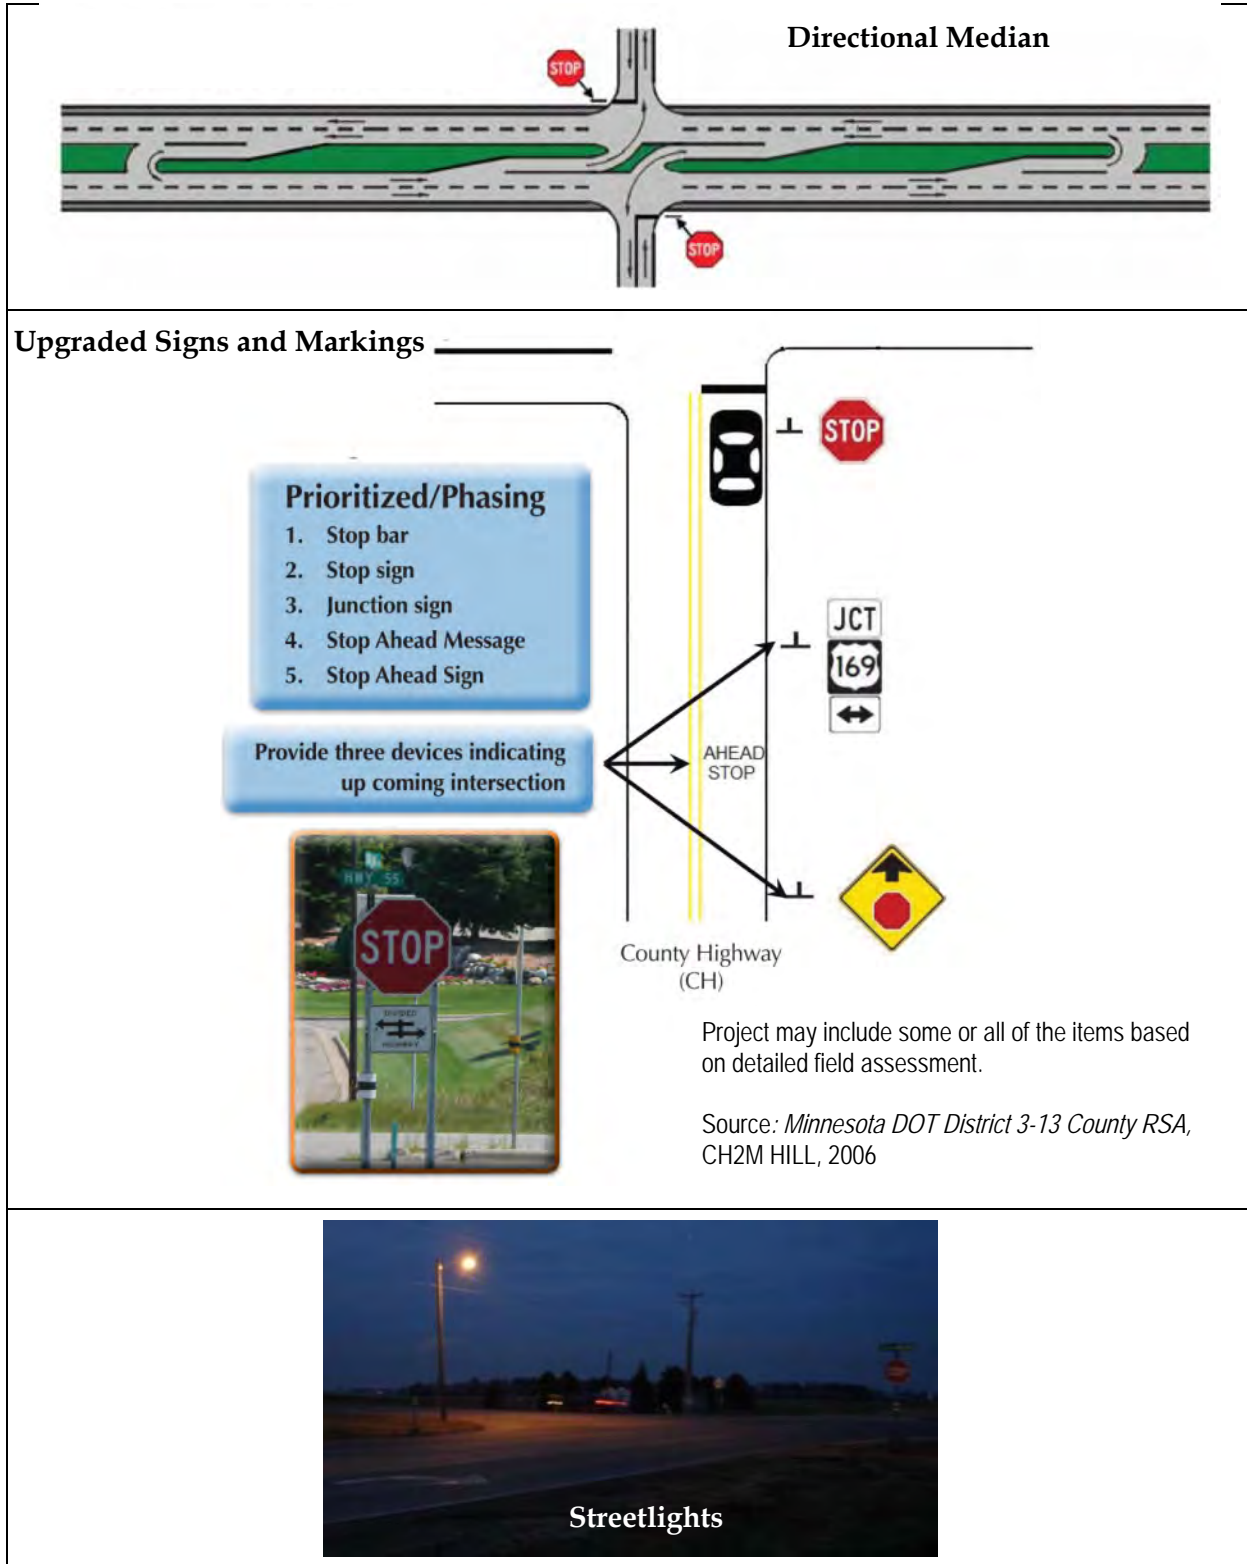 Directional Median
STOP
STOP
Upgraded Signs and Markings
STOP
Prioritized/Phasing
1. Stop bar
2. Stop sign
3. Junction sign
4. Stop Ahead Message
5. Stop Ahead Sign
JCT
169
Provide three devices indicating
up coming intersection
AHEAD
STOP
HWY 55
STOP
DIVIDED
HIGHWAY
County Highway
(CH)
Project may include some or all of the items based
on detailed field assessment.
Source: Minnesota DOT District 3-13 County RSA,
CH2M HILL, 2006
Streetlights